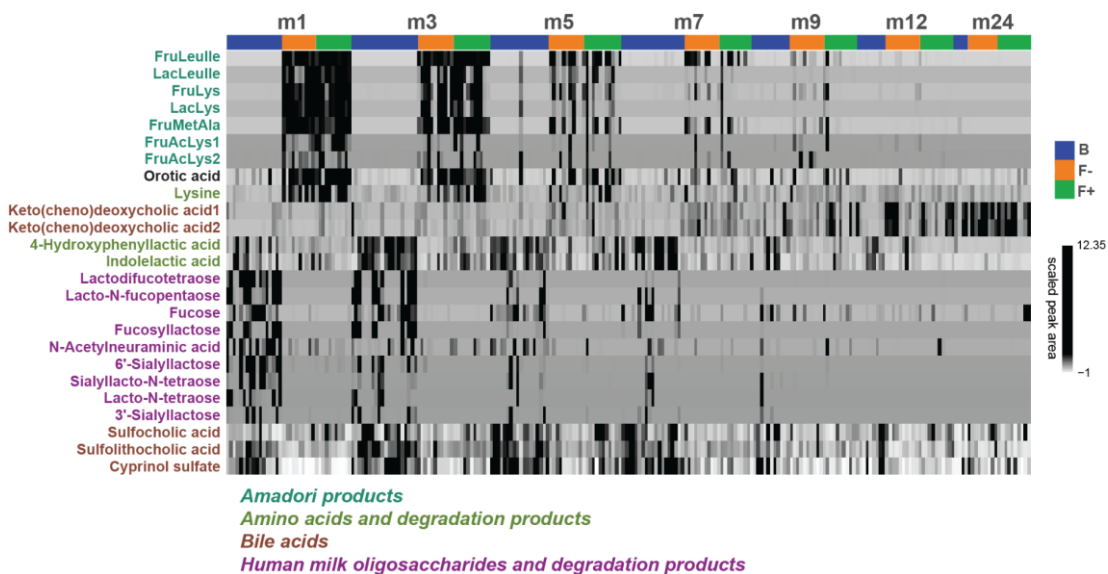 m1 m3 m5 m7 m9 m12 m24
FruLeuIle
LacLeuIle
FruLys
LacLys
FruMetAla
FruAcLys1
FruAcLys2
Orotic acid
Lysine
Keto(cheno)deoxycholic acid1
Keto(cheno)deoxycholic acid2
4-Hydroxyphenyllactic acid
Indolelactic acid
Lactodifucotetraose
Lacto-N-fucopentaose
Fucose
Fucosyllactose
N-Acetylneuraminic acid
6'-Sialyllactose
Sialyllacto-N-tetraose
Lacto-N-tetraose
3'-Sialyllactose
Sulfocholic acid
Sulfolithocholic acid
Cyprinol sulfate
B
F-
F+
12.35
scaled peak area
−1
Amadori products
Amino acids and degradation products
Bile acids
Human milk oligosaccharides and degradation products